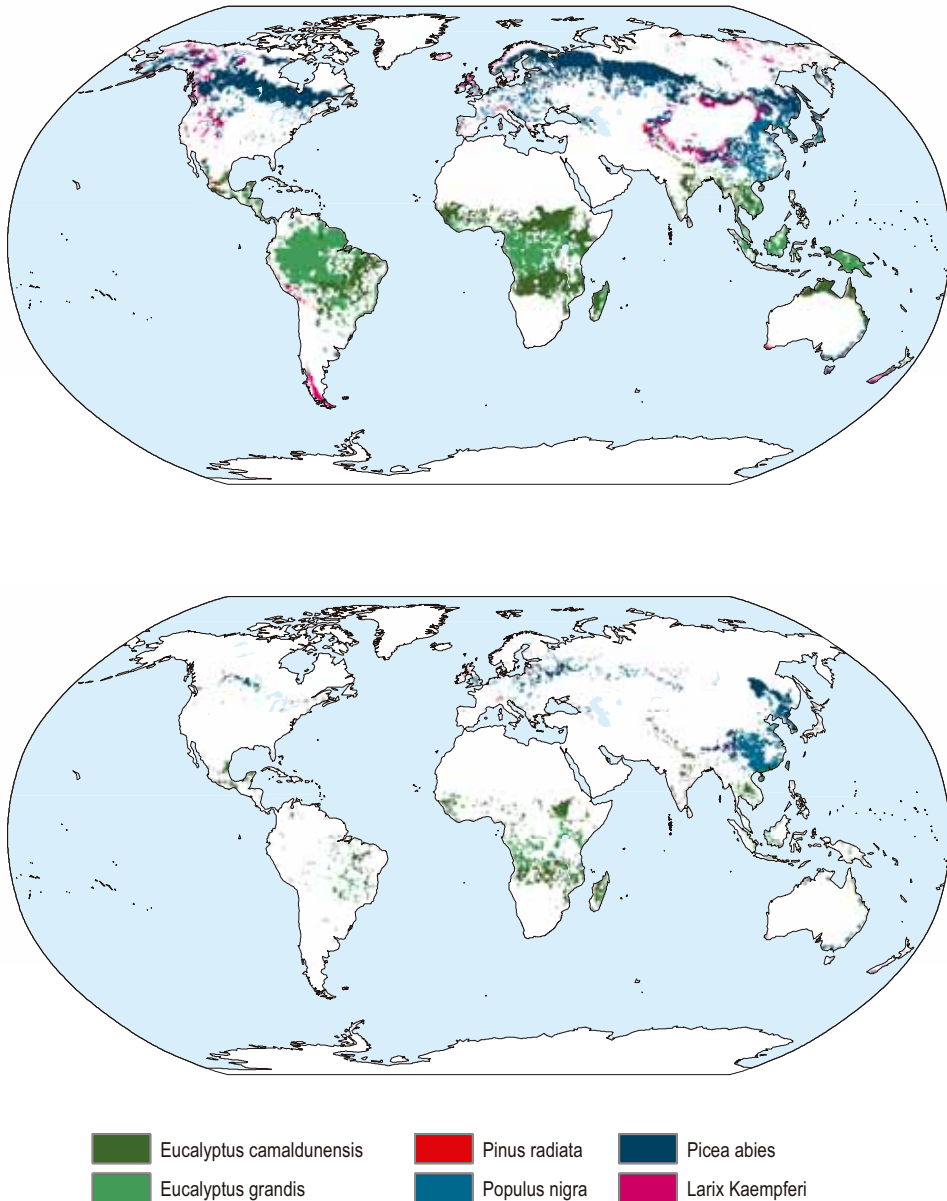 Eucalyptus camaldunensis
Pinus radiata
Picea abies
Eucalyptus grandis
Populus nigra
Larix Kaempferi